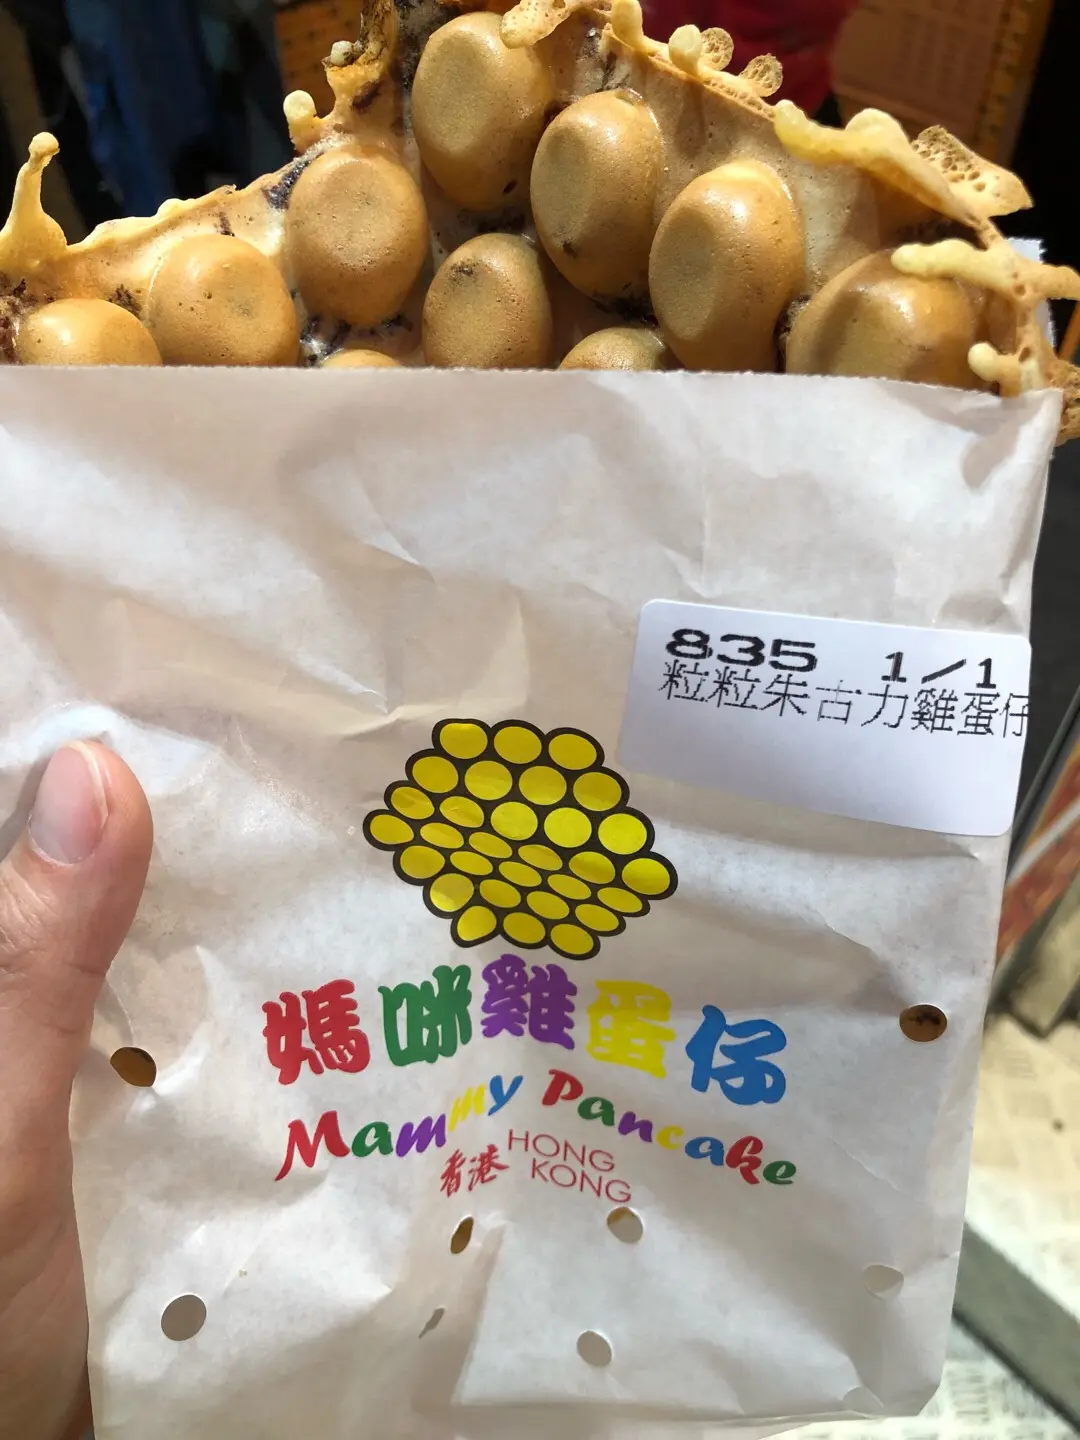 835 1/1
粒粒朱古力雞蛋仔
媽咪雞蛋仔
Mammy Pancake
香港 HONG
KONG